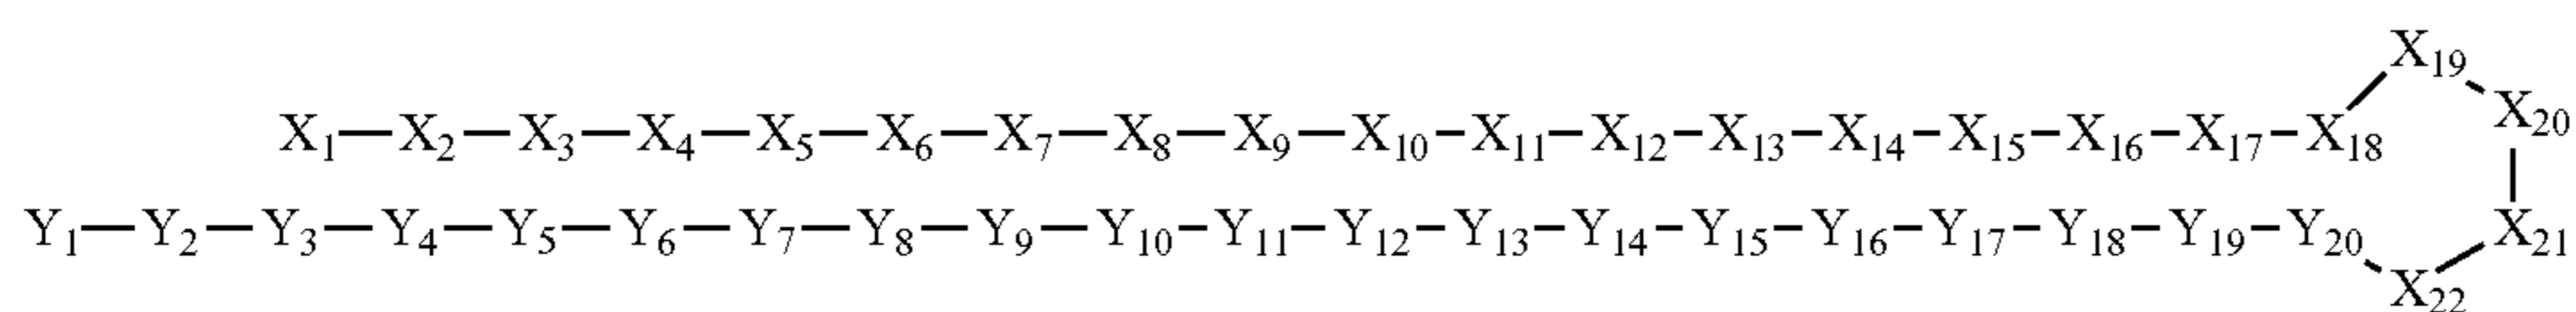 X19
X20
X1—X2—X3—X4—X5—X6—X7—X8—X9—X10—X11—X12—X13—X14—X15—X16—X17—X18
Y1—Y2—Y3—Y4—Y5—Y6—Y7—Y8—Y9—Y10—Y11—Y12—Y13—Y14—Y15—Y16—Y17—Y18—Y19—Y20 X21
X22